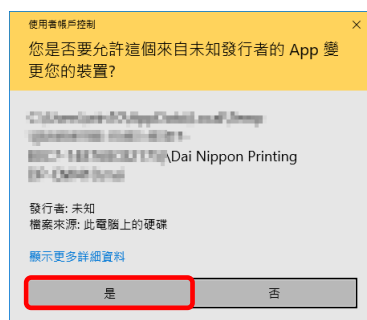 使用者帳戶控制
您是否要允許這個來自未知發行者的 App 變
更您的裝置?
\Dai Nippon Printing
發行者: 未知
檔案來源: 此電腦上的硬碟
顯示更多詳細資料
是
否